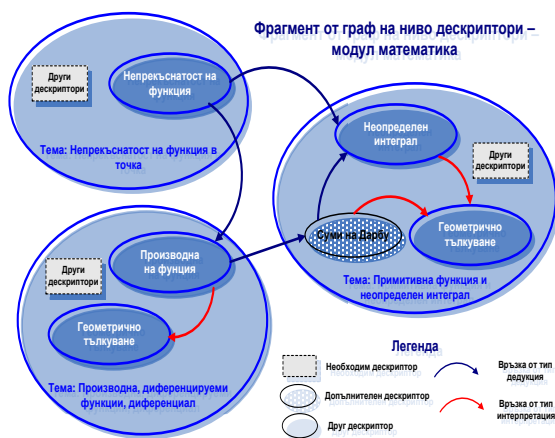 Фрагмент от граф на ниво дескриптори –
модул математика
Други
дескриптори
Непрекъснатост на
функция
Тема: Непрекъснатост на функция в
точка
Неопределен
интеграл
Други
дескриптори
Суми на Дарбу
Геометрично
тълкуване
Тема: Примитивна функция и
неопределен интеграл
Производна
на фунция
Други
дескриптори
Геометрично
тълкуване
Тема: Производна, диференцируеми
функции, диференциал
Легенда
Необходим дескриптор
Допълнителен дескриптор
Друг дескриптор
Връзка от тип
дедукция
Връзка от тип
интерпретация